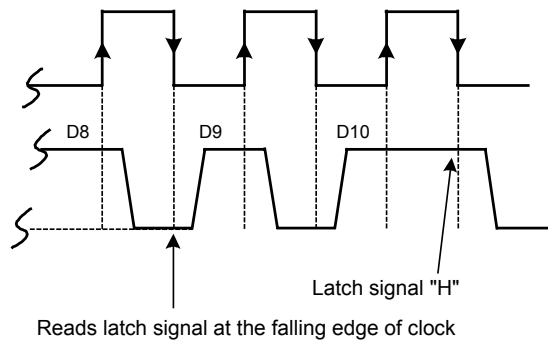 D8 D9 D10
Latch signal "H"
Reads latch signal at the falling edge of clock